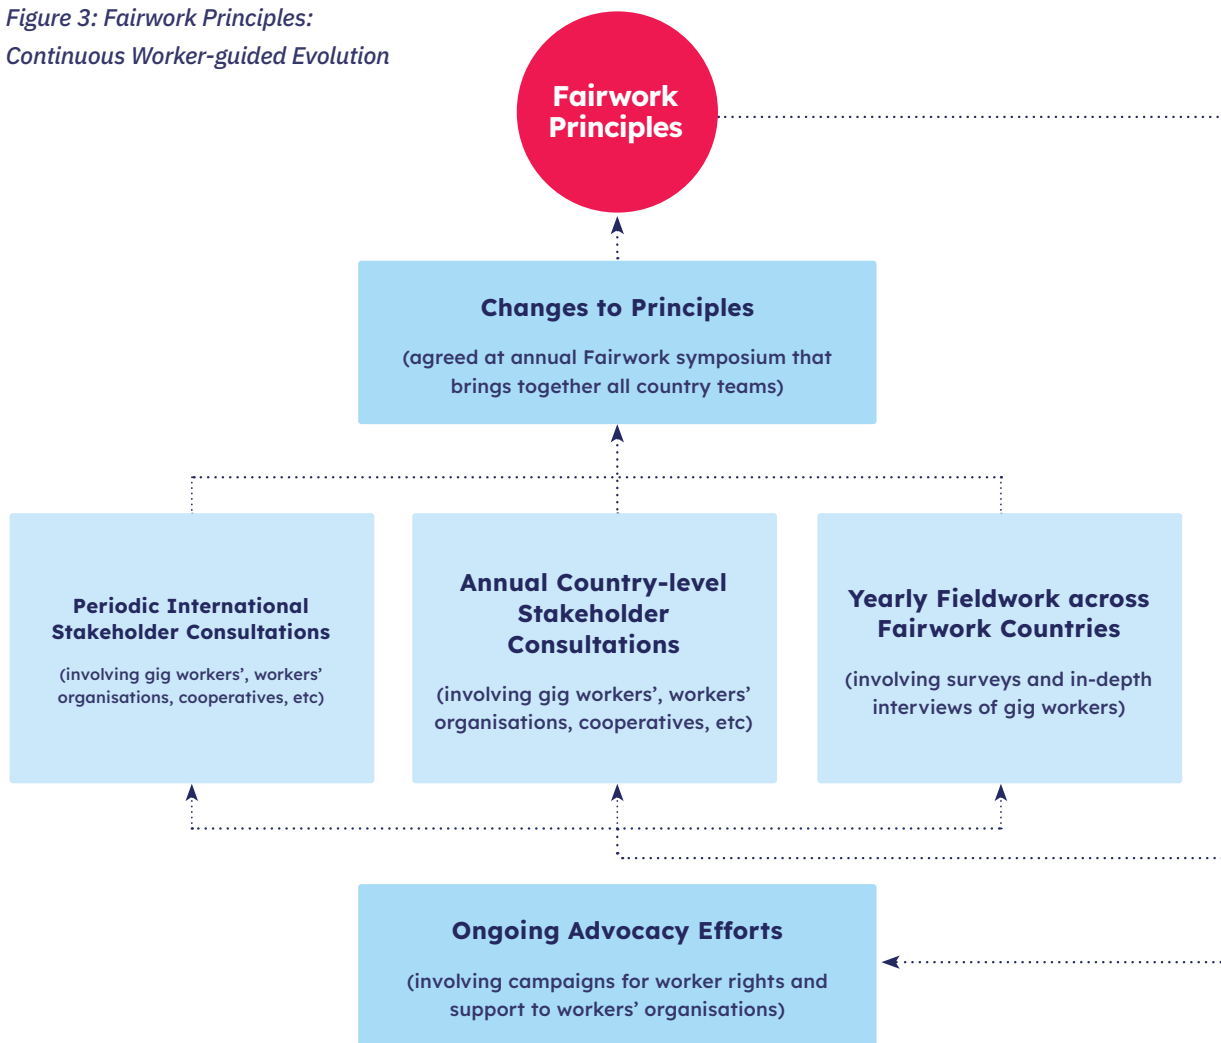 Figure 3: Fairwork Principles:
Continuous Worker-guided Evolution
Fairwork
Principles
Changes to Principles
(agreed at annual Fairwork symposium that
brings together all country teams)
Periodic International
Stakeholder Consultations
(involving gig workers’, workers’
organisations, cooperatives, etc)
Annual Country-level
Stakeholder
Consultations
(involving gig workers’, workers’
organisations, cooperatives, etc)
Yearly Fieldwork across
Fairwork Countries
(involving surveys and in-depth
interviews of gig workers)
Ongoing Advocacy Efforts
(involving campaigns for worker rights and
support to workers’ organisations)